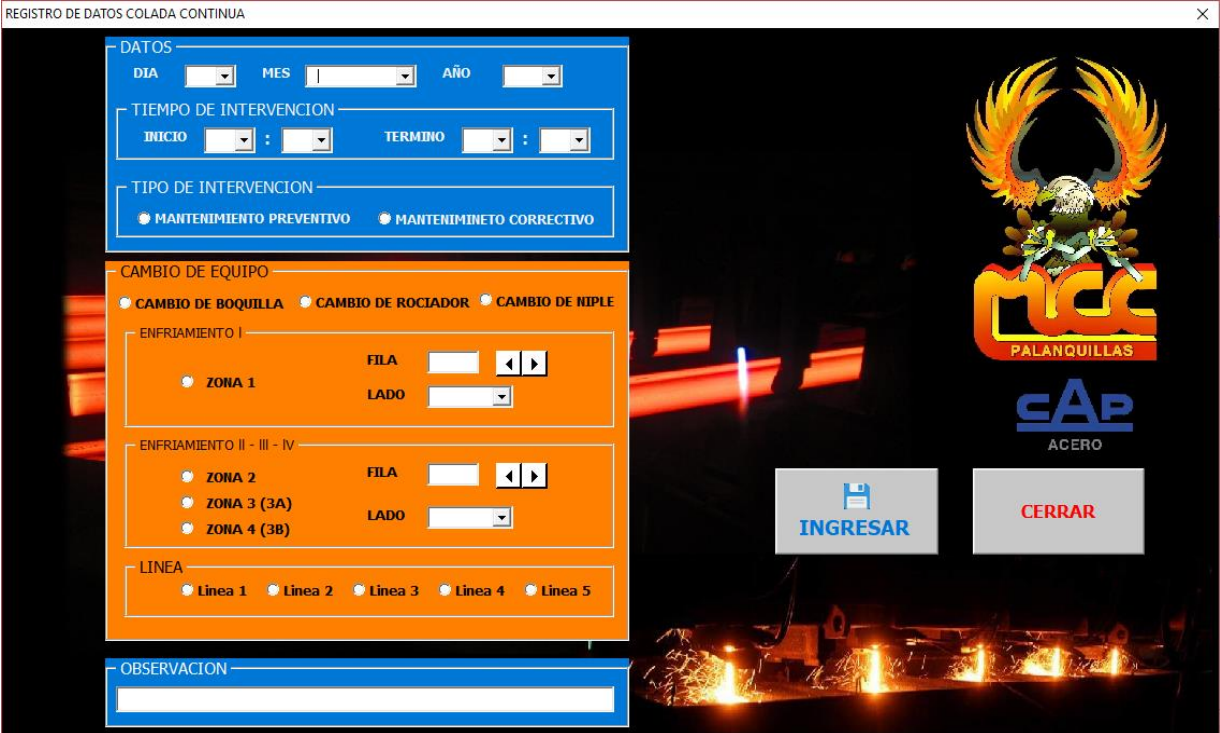 REGISTRO DE DATOS COLADA CONTINUA
DATOS
DIA MES AÑO
TIEMPO DE INTERVENCION
INICIO : TERMINO :
TIPO DE INTERVENCION
MANTENIMIENTO PREVENTIVO MANTENIMINETO CORRECTIVO
CAMBIO DE EQUIPO
CAMBIO DE BOQUILLA CAMBIO DE ROCIADOR CAMBIO DE NIPLE
ENFRIAMIENTO I
ZONA 1
FILA
LADO
ENFRIAMIENTO II - III - IV
ZONA 2
ZONA 3 (3A)
ZONA 4 (3B)
FILA
LADO
LINEA
Linea 1 Linea 2 Linea 3 Linea 4 Linea 5
OBSERVACION
MCC
PALANQUILLAS
CAP
ACERO
INGRESAR
CERRAR